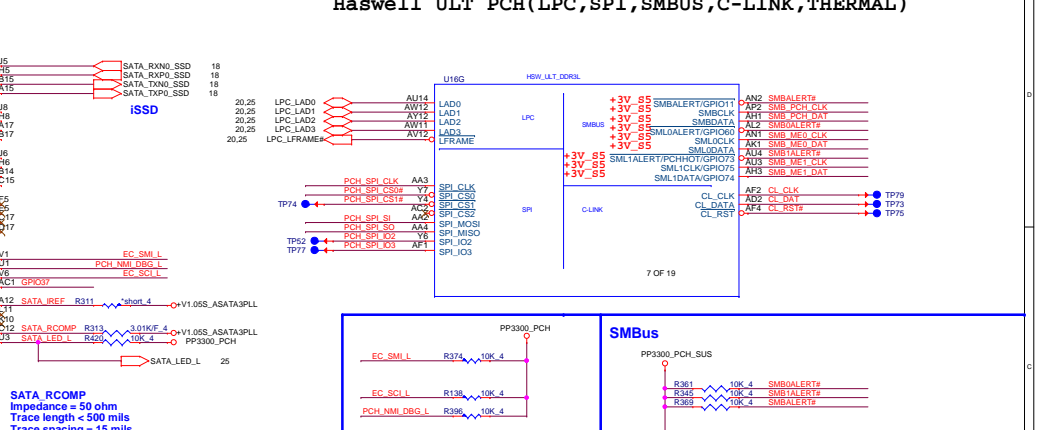 Haswell ULT PCH(LPC,SPI,SMBUS,C-LINK,THERMAL)
SATA_RXN0_SSD 18
SATA_RXP0_SSD 18
SATA_TXN0_SSD 18
SATA_TXP0_SSD 18
iSSD
U16G
HSW_ULT_DDR3L
20,25 LPC_LAD0 AU14 LAD0
20,25 LPC_LAD1 AW12 LAD1
20,25 LPC_LAD2 AY12 LAD2
20,25 LPC_LAD3 AW11 LAD3
20,25 LPC_LFRAME# AV12 LFRAME
LPC
SMBUS
+3V_S5 SMBALERT/GPIO11 AN2 SMBALERT#
+3V_S5 SMBCLK AP2 SMB_PCH_CLK
+3V_S5 SMBDATA AH1 SMB_PCH_DAT
+3V_S5 SML0ALERT/GPIO60 AL2 SMB0ALERT#
+3V_S5 SML0CLK AN1 SMB_ME0_CLK
+3V_S5 SML0DATA AK1 SMB_ME0_DAT
+3V_S5 SML1ALERT/PCHHOT/GPIO73 AU4 SMB1ALERT#
+3V_S5 SML1CLK/GPIO75 AU3 SMB_ME1_CLK
+3V_S5 SML1DATA/GPIO74 AH3 SMB_ME1_DAT
PCH_SPI_CLK AA3 SPI_CLK
PCH_SPI_CS0# Y7 SPI_CS0
TP74 PCH_SPI_CS1# Y4 SPI_CS1
AC2 SPI_CS2
PCH_SPI_SI AA2 SPI_MOSI
PCH_SPI_SO AA4 SPI_MISO
TP52 PCH_SPI_IO2 Y6 SPI_IO2
TP77 PCH_SPI_IO3 AF1 SPI_IO3
SPI
C-LINK
CL_CLK AF2 CL_CLK TP79
CL_DATA AD2 CL_DAT TP73
CL_RST AF4 CL_RST# TP75
7 OF 19
EC_SMI_L
PCH_NMI_DBG_L
EC_SCI_L
AC1 GPIO37
A12 SATA_IREF R311 *short_4 +V1.05S_ASATA3PLL
SATA_RCOMP R313 3.01K/F_4 +V1.05S_ASATA3PLL
SATA_LED_L R420 10K_4 PP3300_PCH
SATA_LED_L 25
SATA_RCOMP
Impedance = 50 ohm
Trace length < 500 mils
Trace spacing = 15 mils
PP3300_PCH
EC_SMI_L R374 10K_4
EC_SCI_L R138 10K_4
PCH_NMI_DBG_L R396 10K_4
SMBus
PP3300_PCH_SUS
R361 10K_4 SMB0ALERT#
R345 10K_4 SMB1ALERT#
R369 10K_4 SMBALERT#
D
C